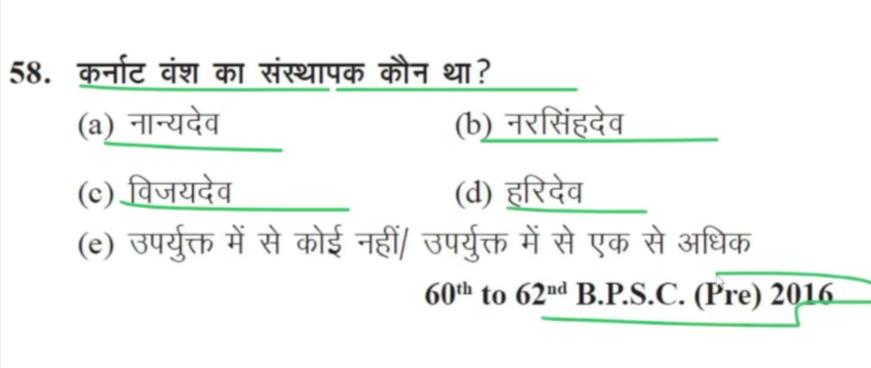 58. कर्नाट वंश का संस्थापक कौन था?
(a) नान्यदेव (b) नरसिंहदेव
(c) विजयदेव (d) हरिदेव
(e) उपर्युक्त में से कोई नहीं/ उपर्युक्त में से एक से अधिक
60th to 62nd B.P.S.C. (Pre) 2016